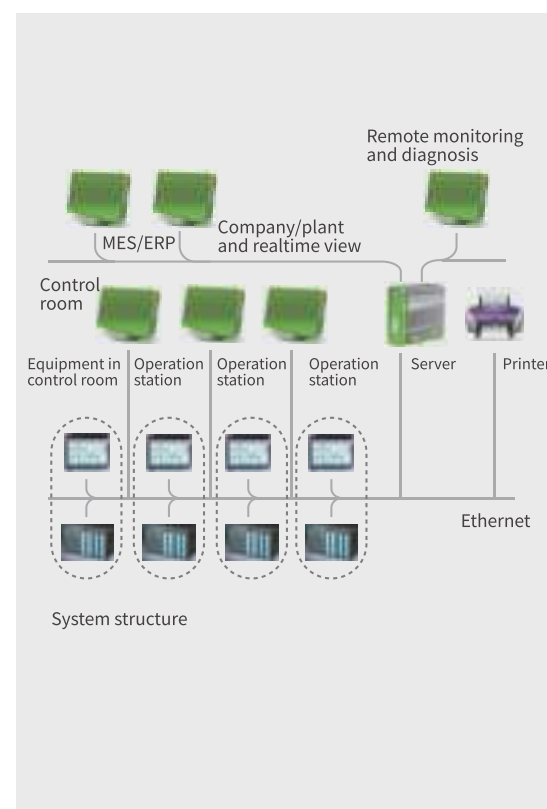 Remote monitoring
and diagnosis
MES/ERP
Company/plant
and realtime view
Control
room
Equipment in
control room
Operation
station
Operation
station
Operation
station
Server
Printer
Ethernet
System structure